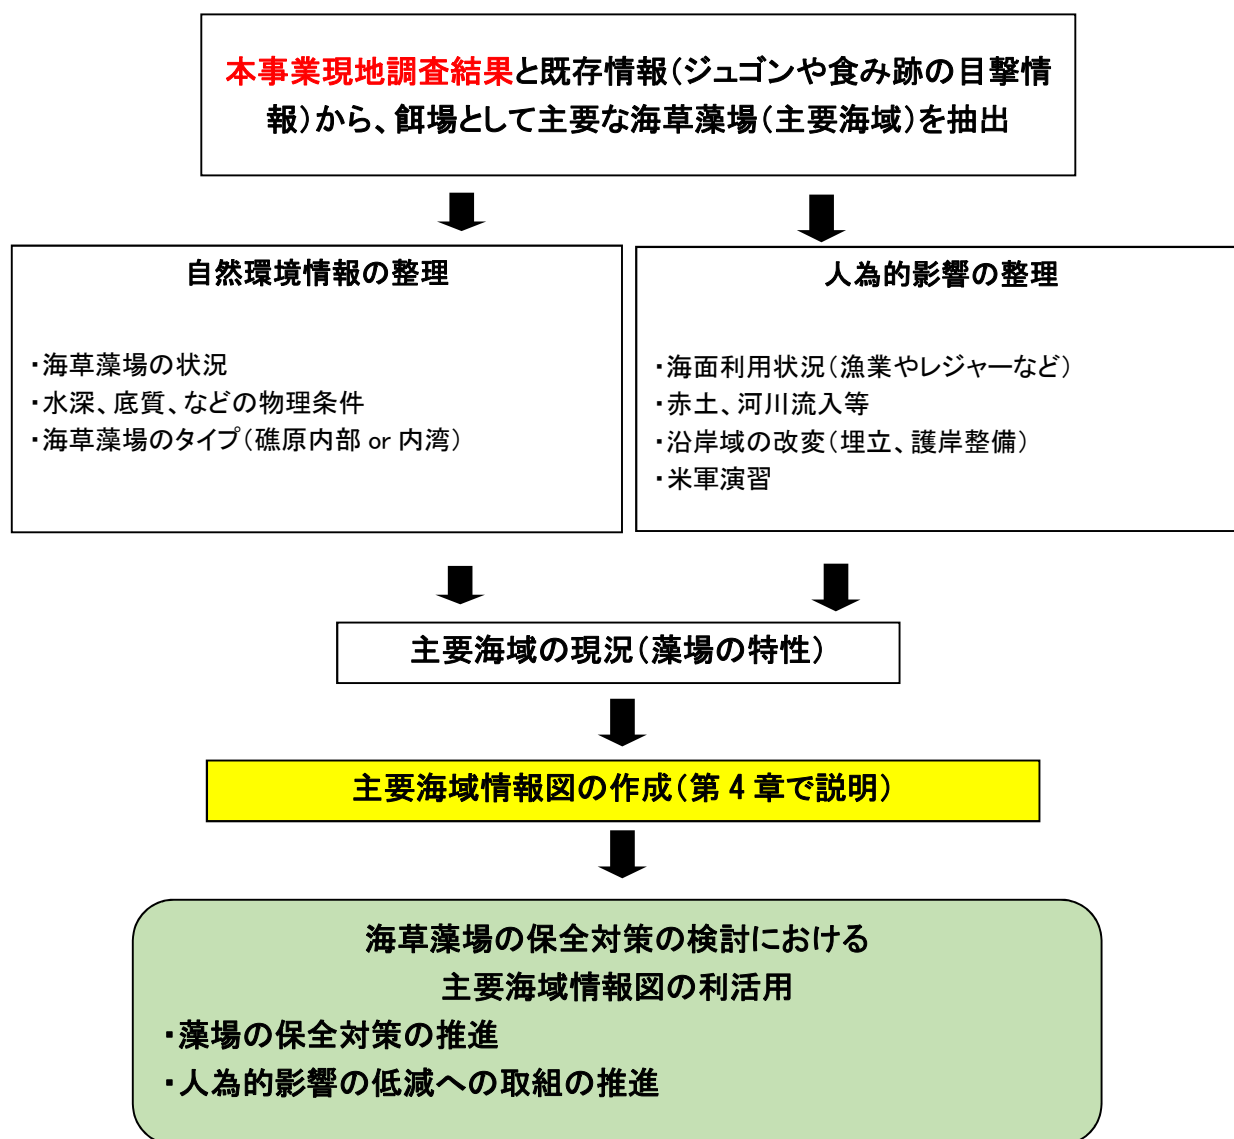 本事業現地調査結果と既存情報（ジュゴンや食み跡の目撃情
報）から、餌場として主要な海草藻場（主要海域）を抽出
自然環境情報の整理
・海草藻場の状況
・水深、底質、などの物理条件
・海草藻場のタイプ（礁原内部 or 内湾）
人為的影響の整理
・海面利用状況（漁業やレジャーなど）
・赤土、河川流入等
・沿岸域の改変（埋立、護岸整備）
・米軍演習
主要海域の現況（藻場の特性）
主要海域情報図の作成（第 4 章で説明）
海草藻場の保全対策の検討における
主要海域情報図の利活用
・藻場の保全対策の推進
・人為的影響の低減への取組の推進